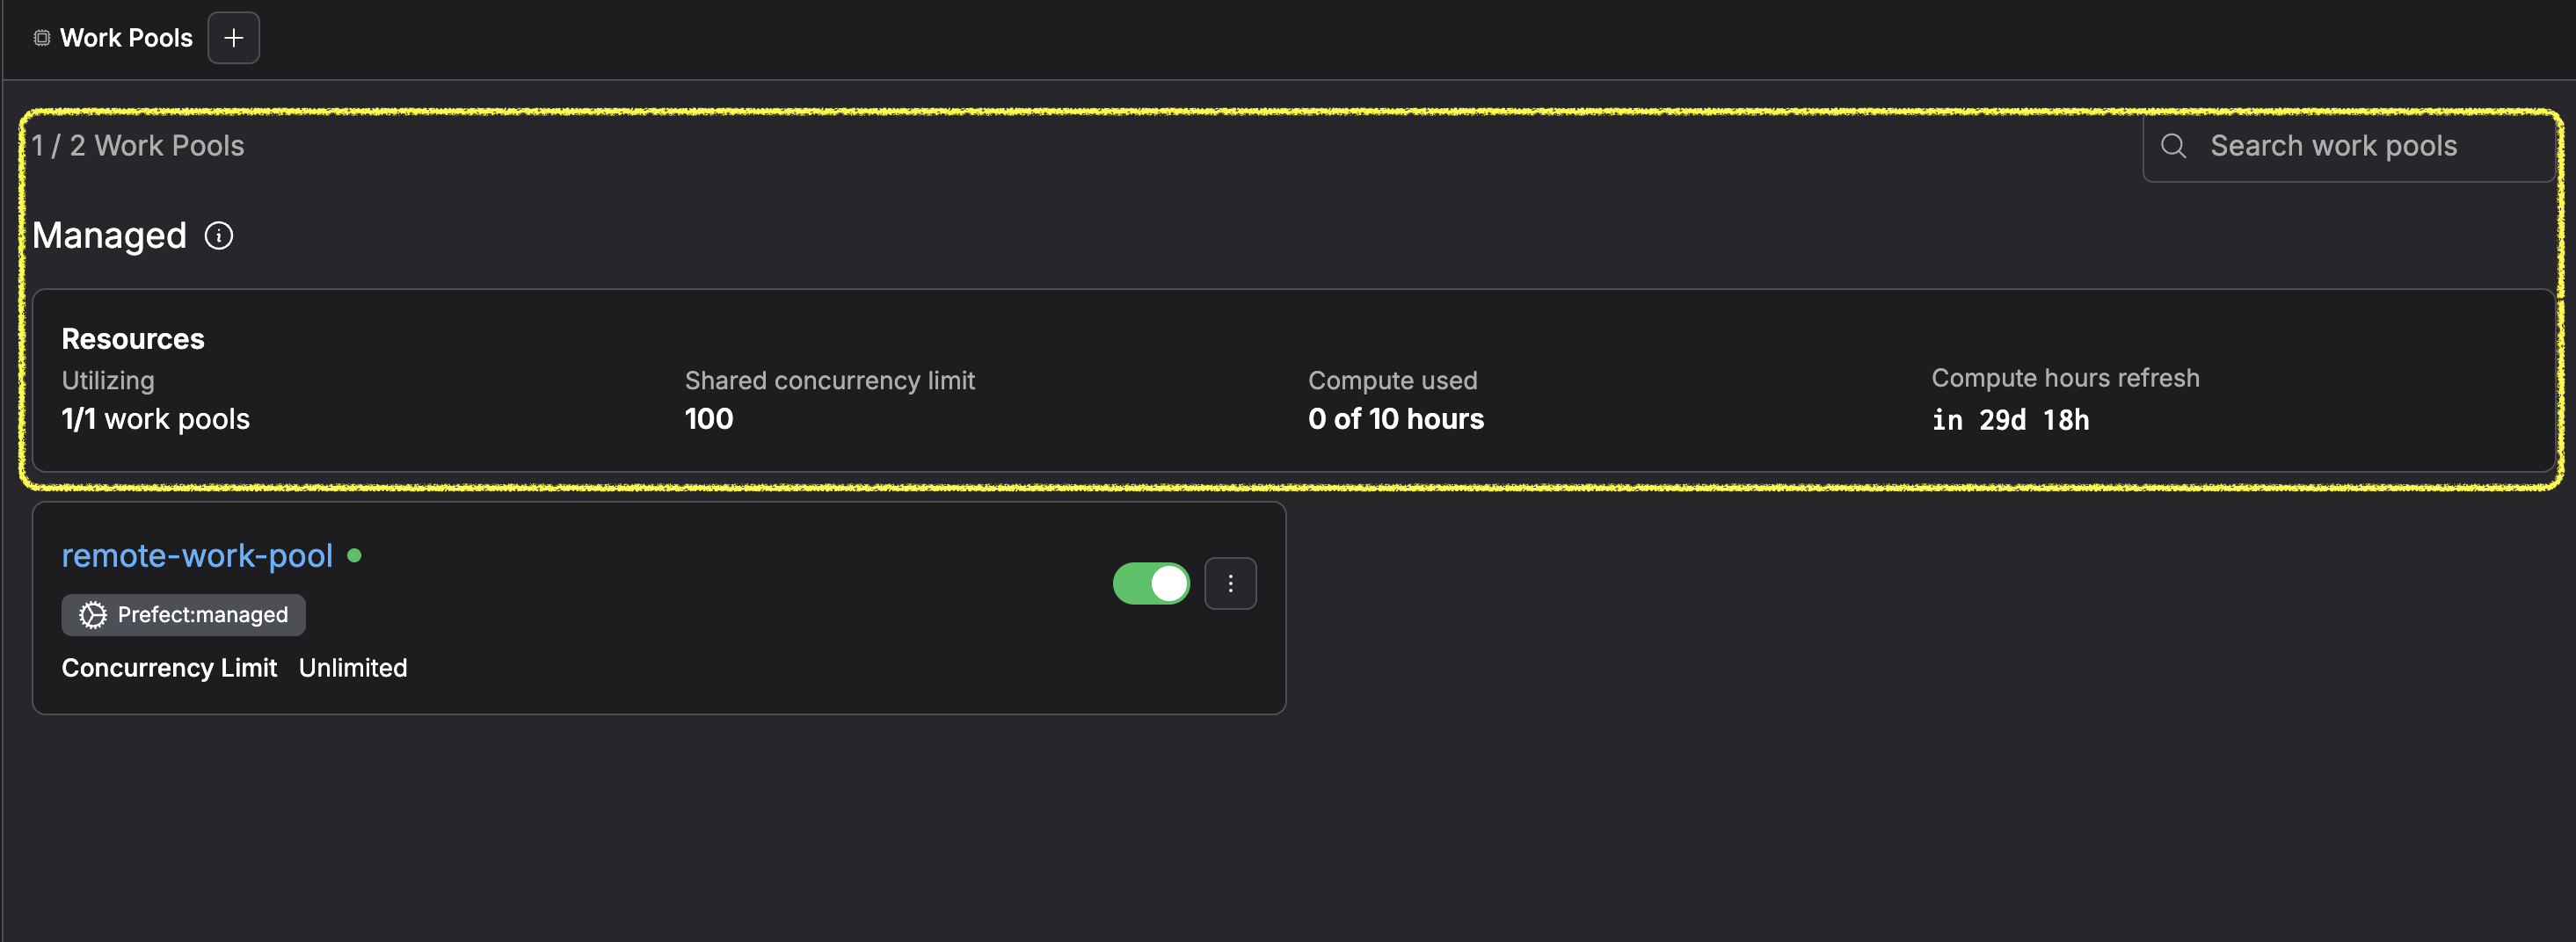 Work Pools
1 / 2 Work Pools
Search work pools
Managed
Resources
Utilizing
1/1 work pools
Shared concurrency limit
100
Compute used
0 of 10 hours
Compute hours refresh
in 29d 18h
remote-work-pool
Prefect:managed
Concurrency Limit Unlimited